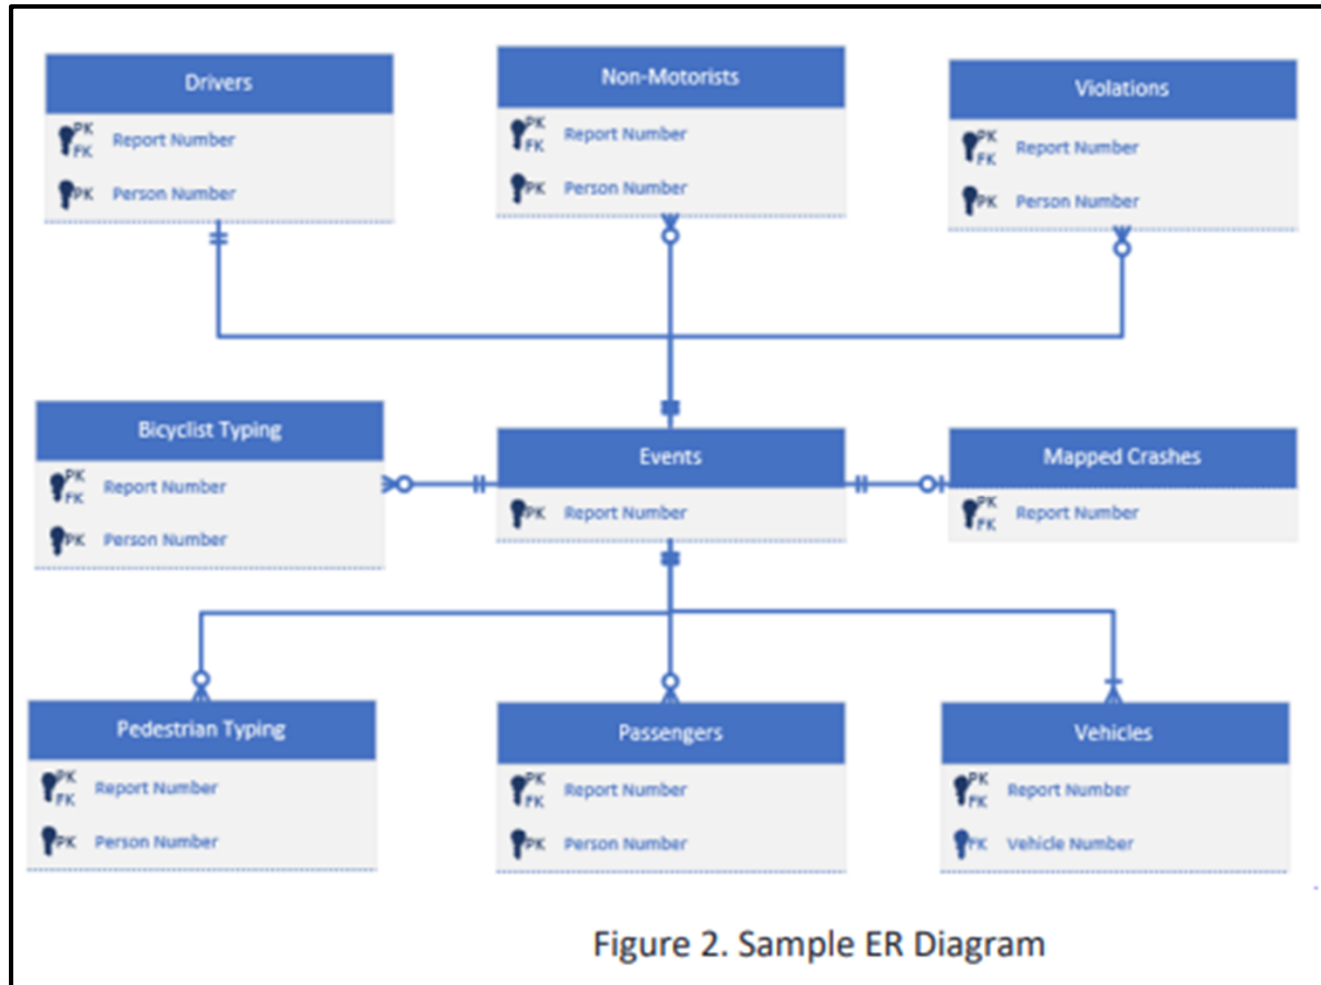 Drivers
PK
FK
Report Number
PK
Person Number
Non-Motorists
PK
FK
Report Number
PK
Person Number
Violations
PK
FK
Report Number
PK
Person Number
Bicyclist Typing
PK
FK
Report Number
PK
Person Number
Events
PK
Report Number
Mapped Crashes
PK
FK
Report Number
Pedestrian Typing
PK
FK
Report Number
PK
Person Number
Passengers
PK
FK
Report Number
PK
Person Number
Vehicles
PK
FK
Report Number
PK
Vehicle Number
Figure 2. Sample ER Diagram